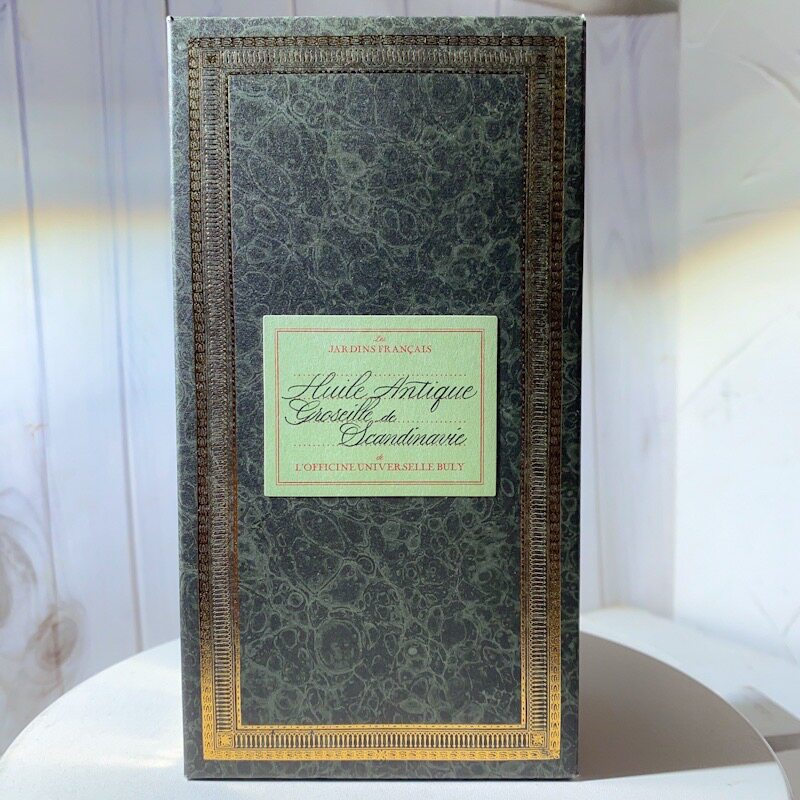 Les
JARDINS FRANÇAIS
Huile Antique
Groseille de
Scandinavie
de
L'OFFICINE UNIVERSELLE BULY